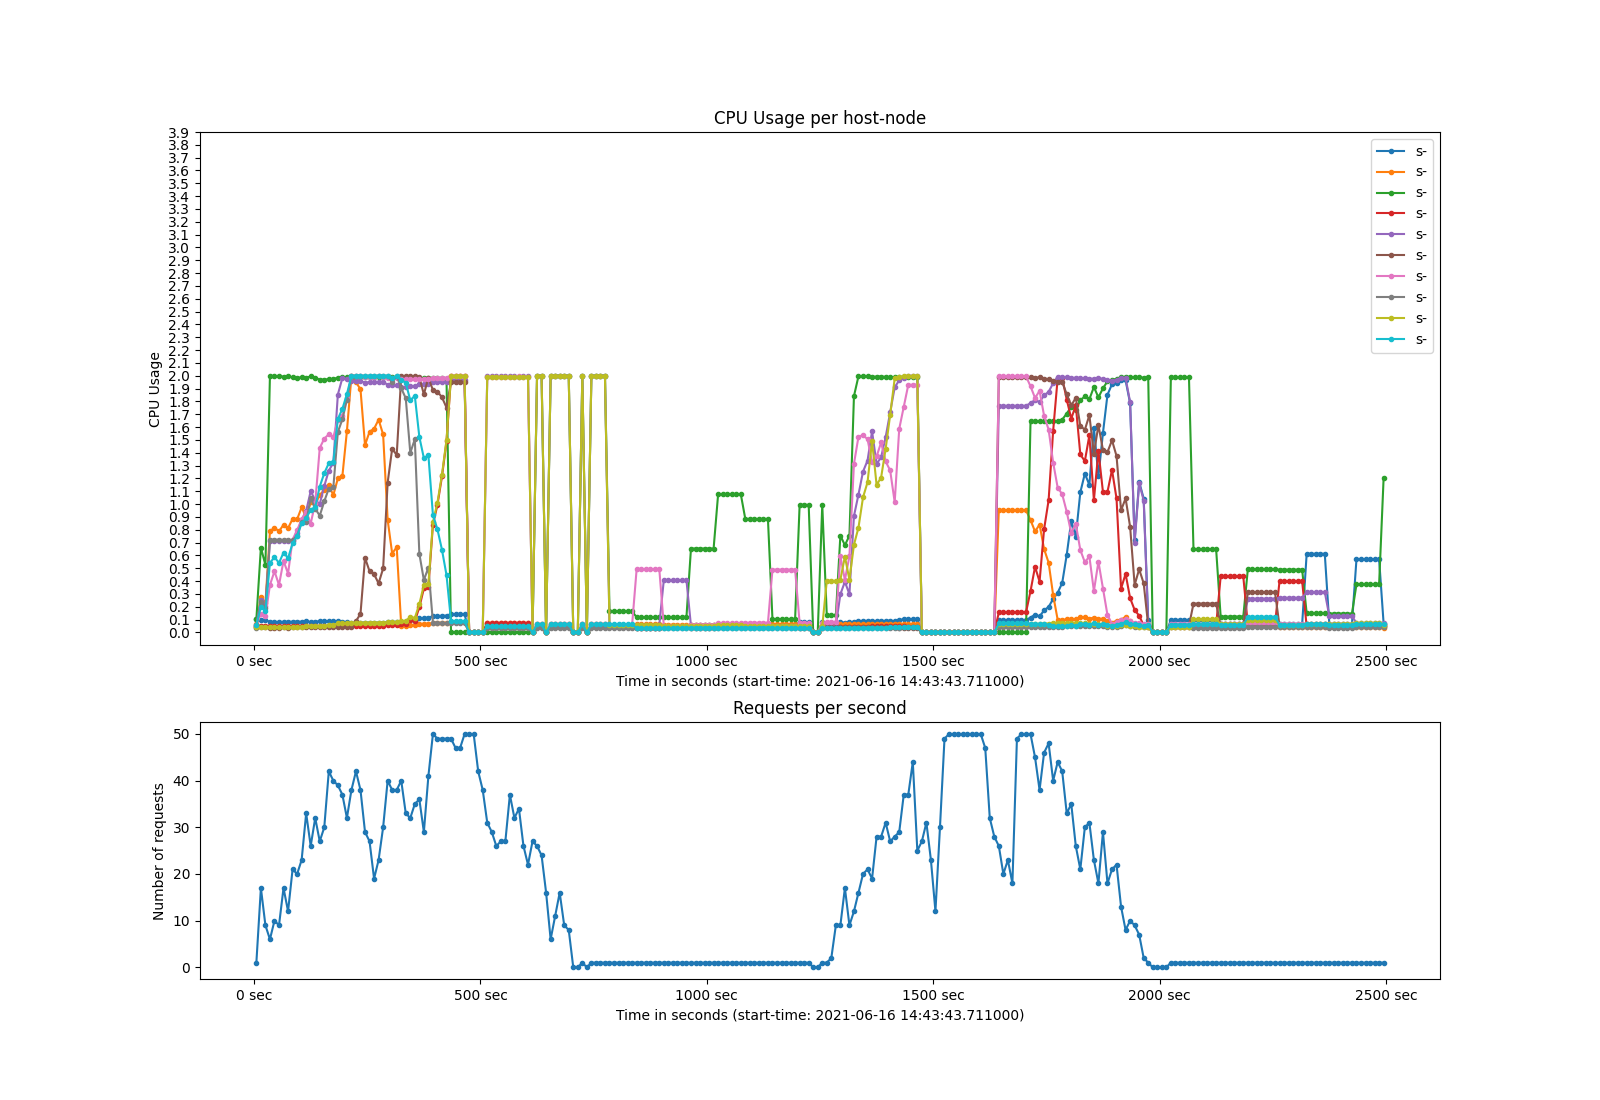 CPU Usage per host-node
3.9
3.8
3.7
3.6
3.5
3.4
3.3
3.2
3.1
3.0
2.9
2.8
2.7
2.6
2.5
2.4
2.3
2.2
2.1
2.0
1.9
1.8
1.7
1.6
1.5
1.4
1.3
1.2
1.1
1.0
0.9
0.8
0.7
0.6
0.5
0.4
0.3
0.2
0.1
0.0
CPU Usage
s-
s-
s-
s-
s-
s-
s-
s-
s-
s-
0 sec 500 sec 1000 sec 1500 sec 2000 sec 2500 sec
Time in seconds (start-time: 2021-06-16 14:43:43.711000)
Requests per second
50
40
30
20
10
0
Number of requests
0 sec 500 sec 1000 sec 1500 sec 2000 sec 2500 sec
Time in seconds (start-time: 2021-06-16 14:43:43.711000)